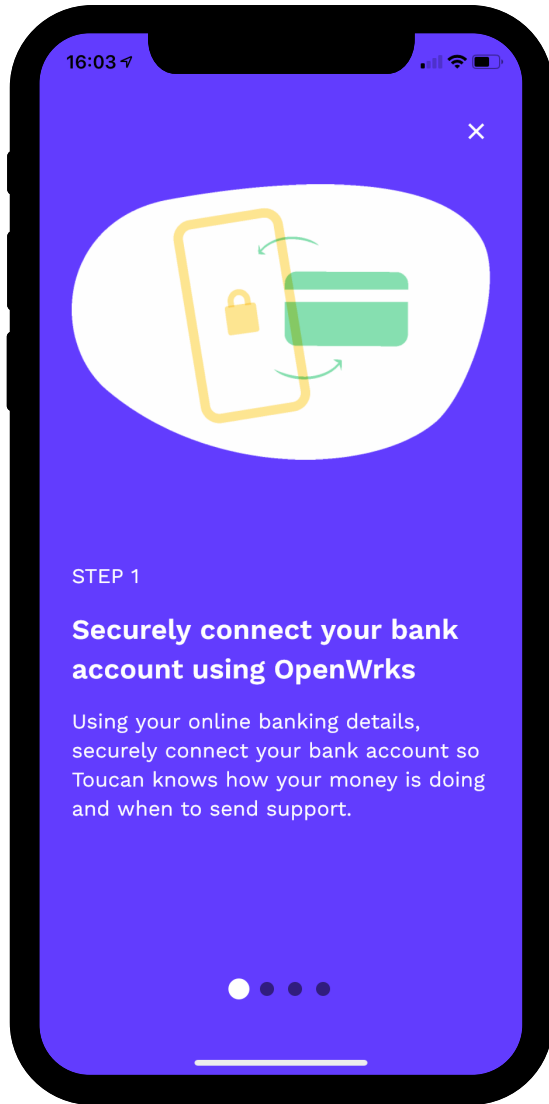 16:03
STEP 1
Securely connect your bank
account using OpenWrks
Using your online banking details,
securely connect your bank account so
Toucan knows how your money is doing
and when to send support.